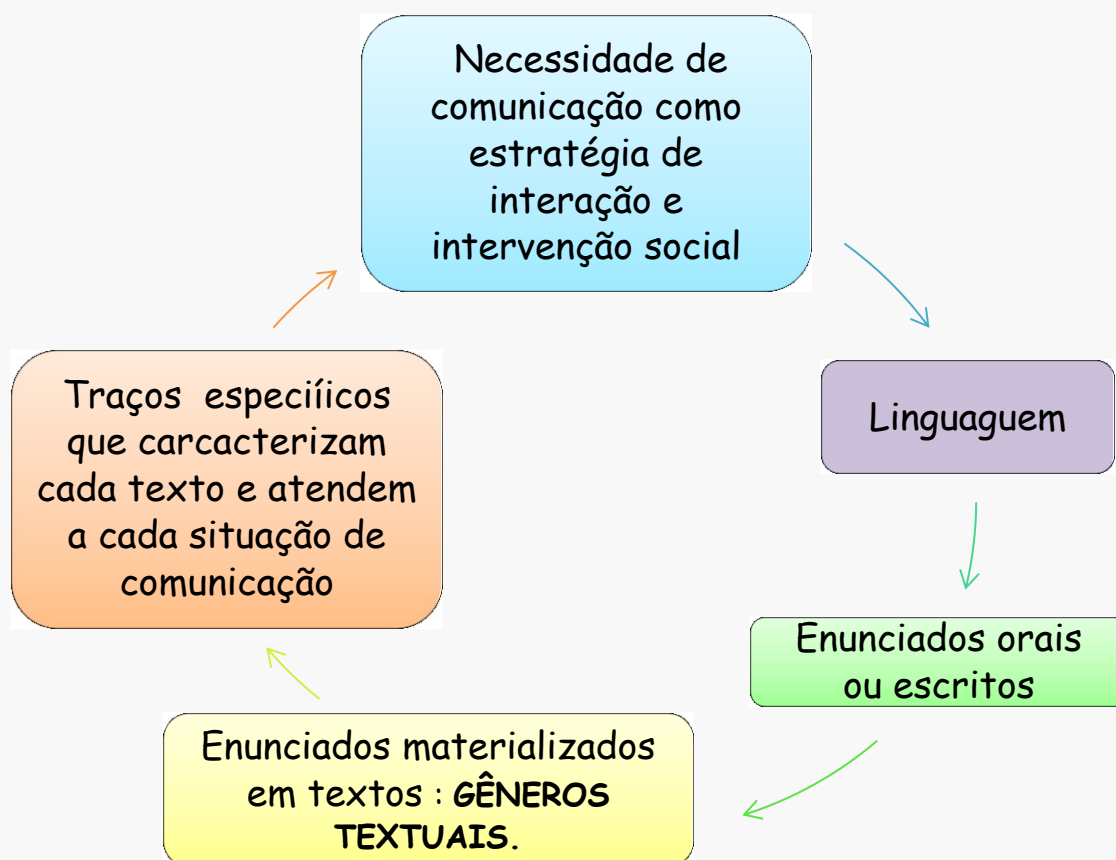 Necessidade de
comunicação como
estratégia de
interação e
intervenção social
Linguaguem
Enunciados orais
ou escritos
Enunciados materializados
em textos : GÊNEROS
TEXTUAIS.
Traços especiíicos
que carcacterizam
cada texto e atendem
a cada situação de
comunicação